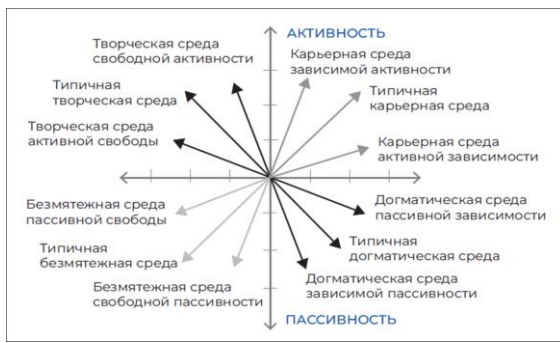 АКТИВНОСТЬ
Творческая среда
свободной активности
Карьерная среда
зависимой активности
Типичная
творческая среда
Типичная
карьерная среда
Творческая среда
активной свободы
Карьерная среда
активной зависимости
Безмятежная среда
пассивной свободы
Догматическая среда
пассивной зависимости
Типичная
безмятежная среда
Типичная
догматическая среда
Безмятежная среда
свободной пассивности
Догматическая среда
зависимой пассивности
ПАССИВНОСТЬ